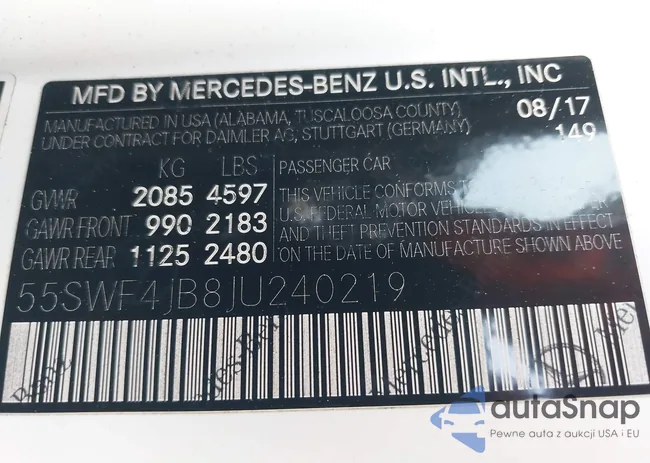 MFD BY MERCEDES-BENZ U.S. INTL., INC
MANUFACTURED IN USA (ALABAMA, TUSCALOOSA COUNTY) 08/17
UNDER CONTRACT FOR DAIMLER AG, STUTTGART (GERMANY) 149
KG LBS PASSENGER CAR
GVWR 2085 4597 THIS VEHICLE CONFORMS
U.S. FEDERAL MOTOR VEHICLE
GAWR FRONT 990 2183 AND THEFT PREVENTION STANDARDS IN EFFECT
GAWR REAR 1125 2480 ON THE DATE OF MANUFACTURE SHOWN ABOVE
55SWF4JB8JU240219
autaSnap
Pewne auta z aukcji USA i EU